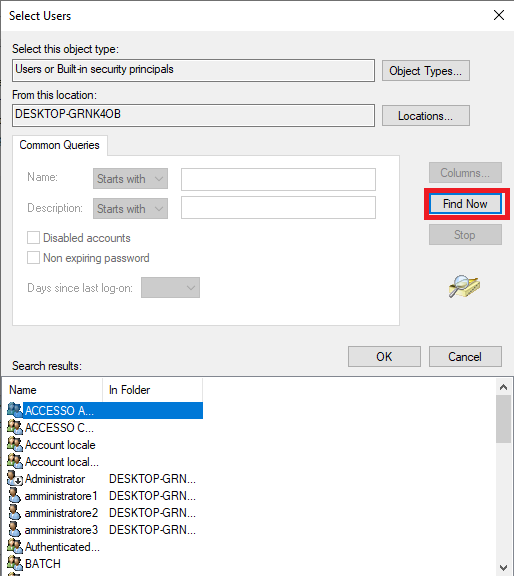 Select Users
Select this object type:
Users or Built-in security principals
Object Types...
From this location:
DESKTOP-GRNK4OB
Locations...
Common Queries
Name: Starts with
Description: Starts with
Disabled accounts
Non expiring password
Days since last log-on:
Columns...
Find Now
Stop
OK Cancel
Search results:
Name In Folder
ACCESSO A...
ACCESSO C...
Account locale
Account local...
Administrator DESKTOP-GRN...
amministratore1 DESKTOP-GRN...
amministratore2 DESKTOP-GRN...
amministratore3 DESKTOP-GRN...
Authenticated...
BATCH